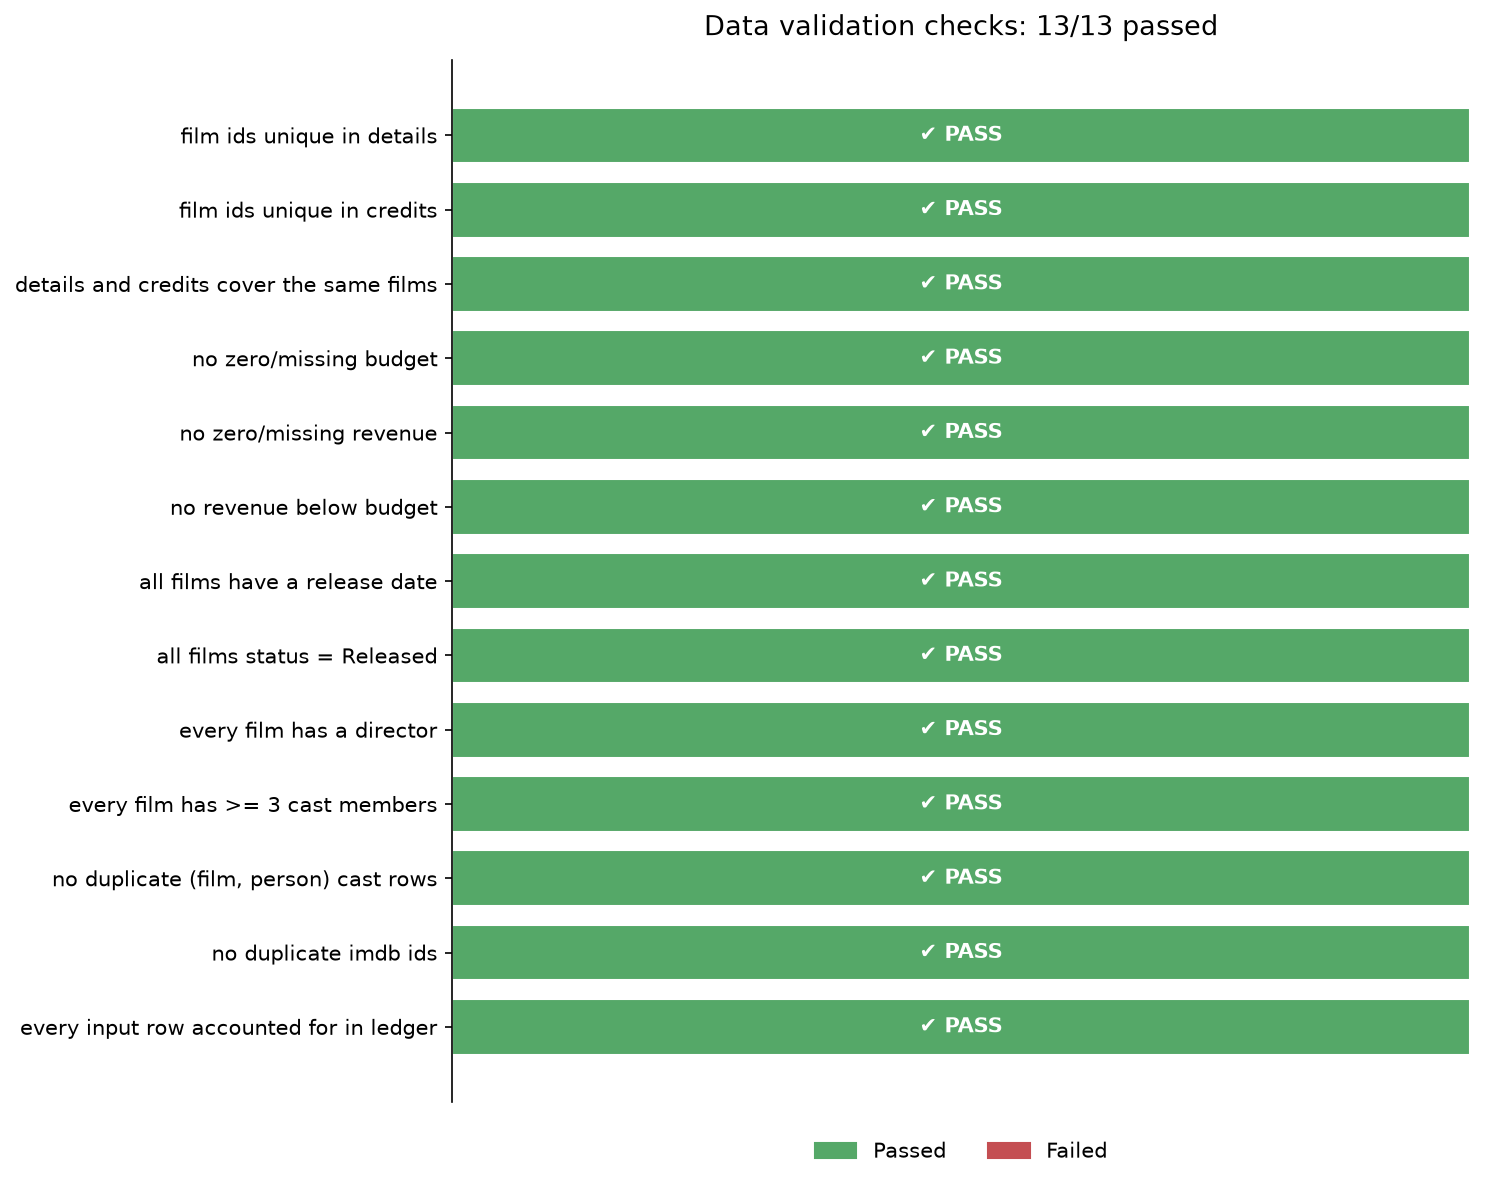 Data validation checks: 13/13 passed
film ids unique in details ✔ PASS
film ids unique in credits ✔ PASS
details and credits cover the same films ✔ PASS
no zero/missing budget ✔ PASS
no zero/missing revenue ✔ PASS
no revenue below budget ✔ PASS
all films have a release date ✔ PASS
all films status = Released ✔ PASS
every film has a director ✔ PASS
every film has >= 3 cast members ✔ PASS
no duplicate (film, person) cast rows ✔ PASS
no duplicate imdb ids ✔ PASS
every input row accounted for in ledger ✔ PASS
Passed Failed